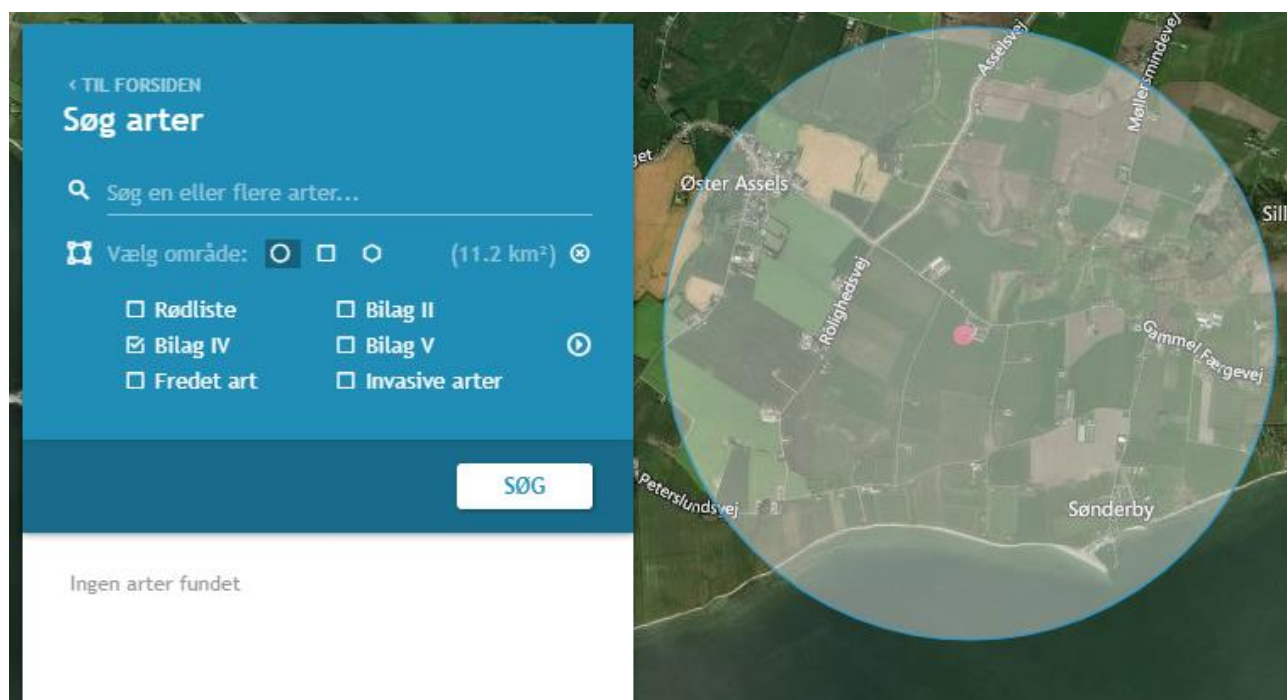 ‹ TIL FORSIDEN
Søg arter
Søg en eller flere arter...
Vælg område: (11.2 km²)
Rødliste
Bilag II
Bilag IV
Bilag V
Fredet art
Invasive arter
SØG
Ingen arter fundet
Asselsvej
Møllersmindevej
get
Øster Assels
Sill
Rolighedsvej
Gammel Færgevej
Peterslundsvej
Sønderby